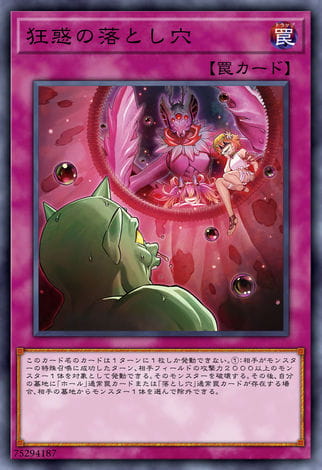 狂惑の落とし穴
トラップ
罠
【罠カード】
このカード名のカードは1ターンに1枚しか発動できない。①:相手がモンスター
の特殊召喚に成功したターン、相手フィールドの攻撃力2000以上のモン
スター1体を対象として発動できる。そのモンスターを破壊する。その後、自分
の墓地に「ホール」通常罠カードまたは「落とし穴」通常罠カードが存在する場
合、相手の墓地からモンスター1体を選んで除外できる。
75294187